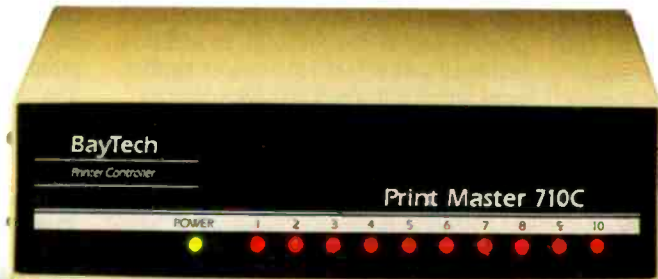 BayTech
Printer Controller
Print Master 710C
POWER 1 2 3 4 5 6 7 8 9 10